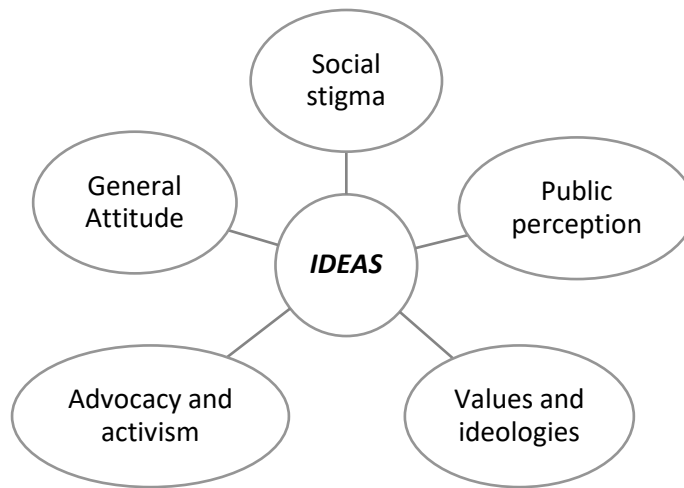 Social
stigma
General
Attitude
Public
perception
IDEAS
Advocacy and
activism
Values and
ideologies